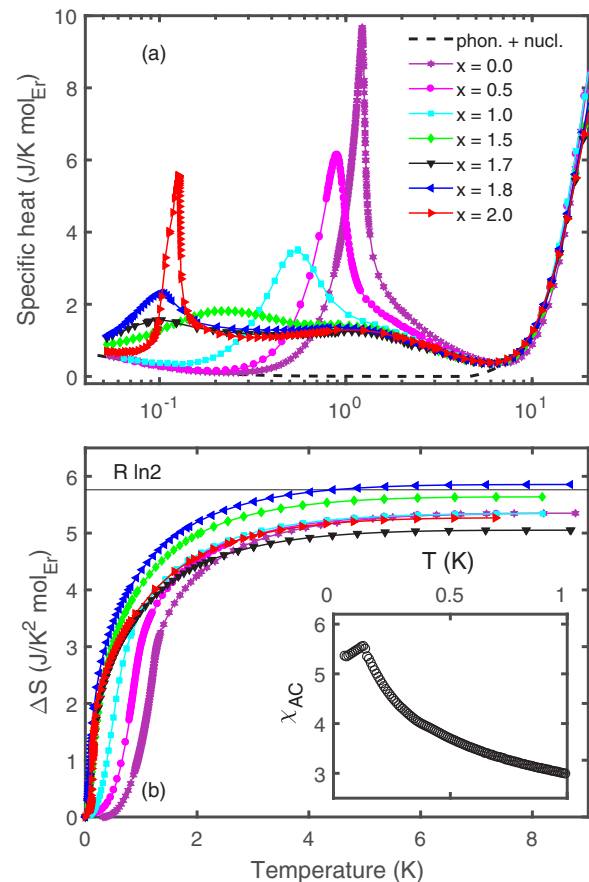 (a)
phon. + nucl.
x = 0.0
x = 0.5
x = 1.0
x = 1.5
x = 1.7
x = 1.8
x = 2.0
Specific heat (J/K mol_Er)
10
8
6
4
2
0
10^-1 10^0 10^1
R ln2
(b)
ΔS (J/K^2 mol_Er)
6
5
4
3
2
1
0
0 2 4 6 8
Temperature (K)
T (K)
0 0.5 1
χ_AC
6
5
4
3